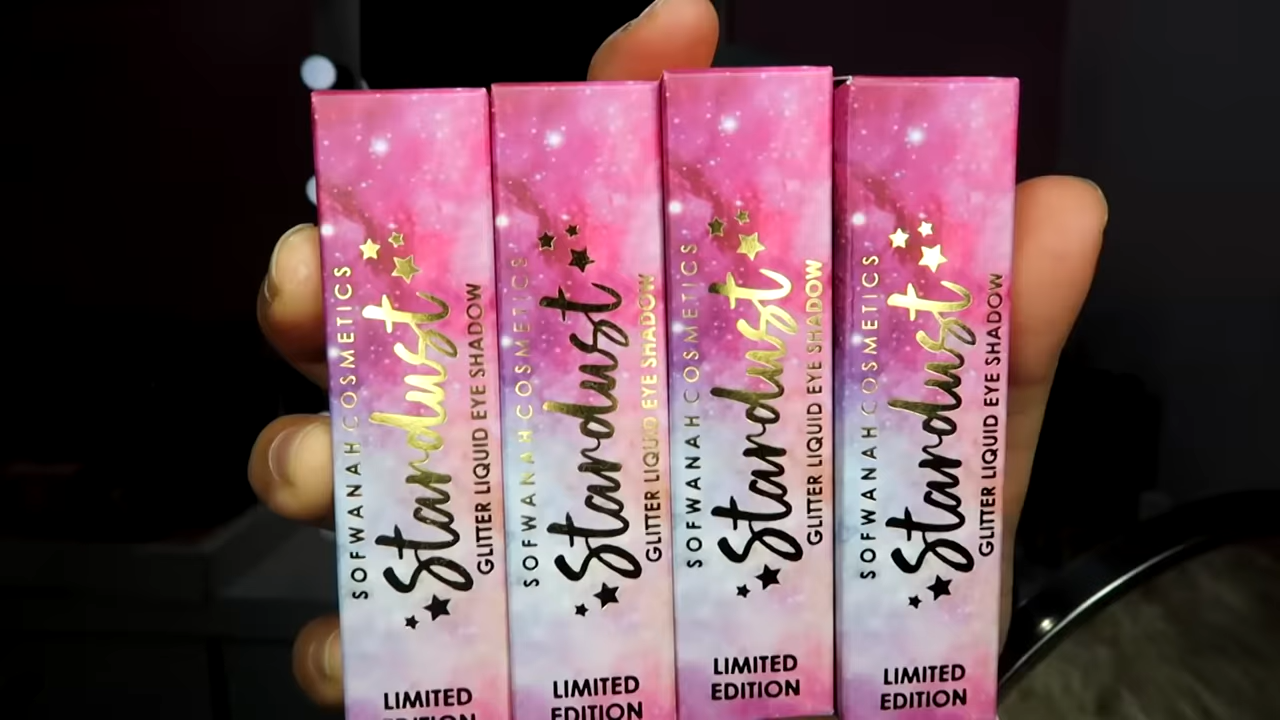 SOFWANAH COSMETICS
Stardust
GLITTER LIQUID EYE SHADOW
LIMITED
EDITION
SOFWANAH COSMETICS
Stardust
GLITTER LIQUID EYE SHADOW
LIMITED
EDITION
SOFWANAH COSMETICS
Stardust
GLITTER LIQUID EYE SHADOW
LIMITED
EDITION
SOFWANAH COSMETICS
Stardust
GLITTER LIQUID EYE SHADOW
LIMITED
EDITION